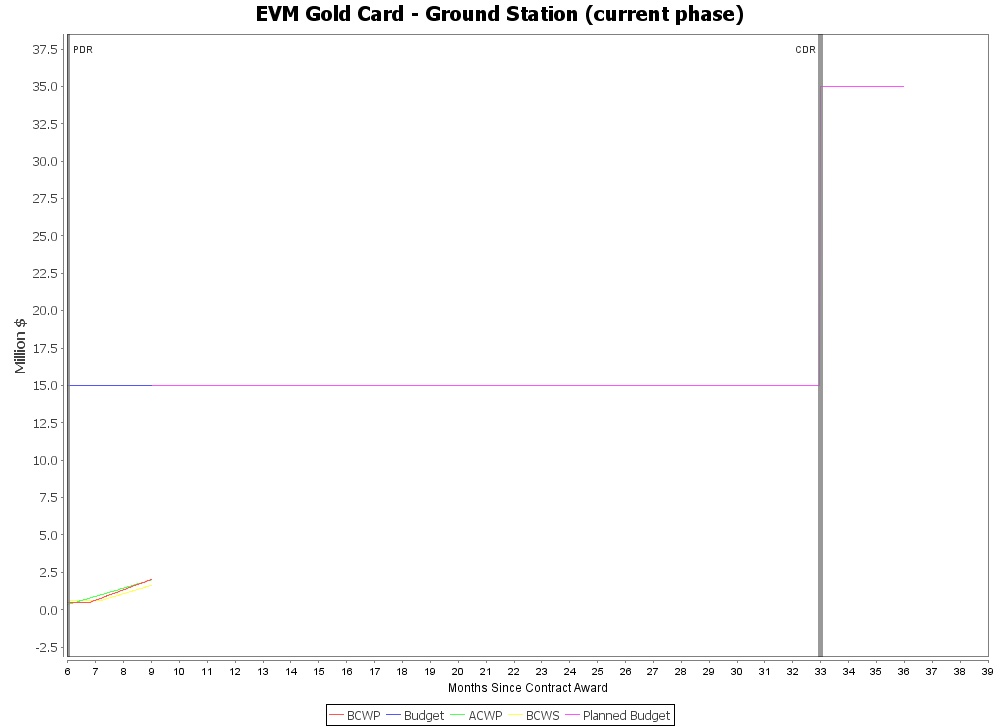 EVM Gold Card - Ground Station (current phase)
PDR
CDR
37.5
35.0
32.5
30.0
27.5
25.0
22.5
20.0
17.5
15.0
12.5
10.0
7.5
5.0
2.5
0.0
-2.5
Million $
6 7 8 9 10 11 12 13 14 15 16 17 18 19 20 21 22 23 24 25 26 27 28 29 30 31 32 33 34 35 36 37 38 39
Months Since Contract Award
BCWP Budget ACWP BCWS Planned Budget